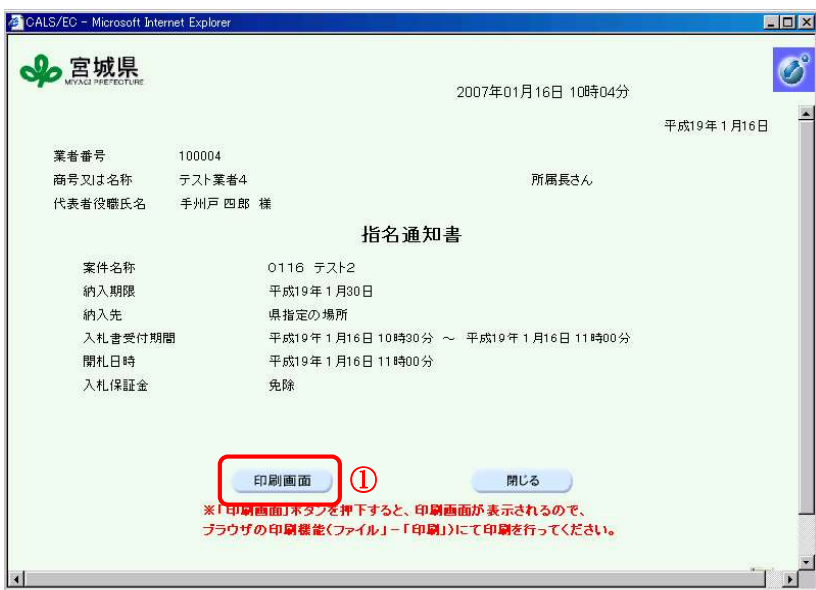 CALS/EC - Microsoft Internet Explorer
宮城県
MIYAGI PREFECTURE
2007年01月16日 10時04分
平成19年1月16日
業者番号 100004
商号又は名称 テスト業者4 所属長さん
代表者役職氏名 手州戸 四郎 様
指名通知書
案件名称 0116 テスト2
納入期限 平成19年1月30日
納入先 県指定の場所
入札書受付期間 平成19年1月16日 10時30分 ～ 平成19年1月16日 11時00分
開札日時 平成19年1月16日 11時00分
入札保証金 免除
印刷画面 ① 閉じる
※「印刷画面」ボタンを押下すると、印刷画面が表示されるので、
ブラウザの印刷機能(ファイル」－「印刷」)にて印刷を行ってください。